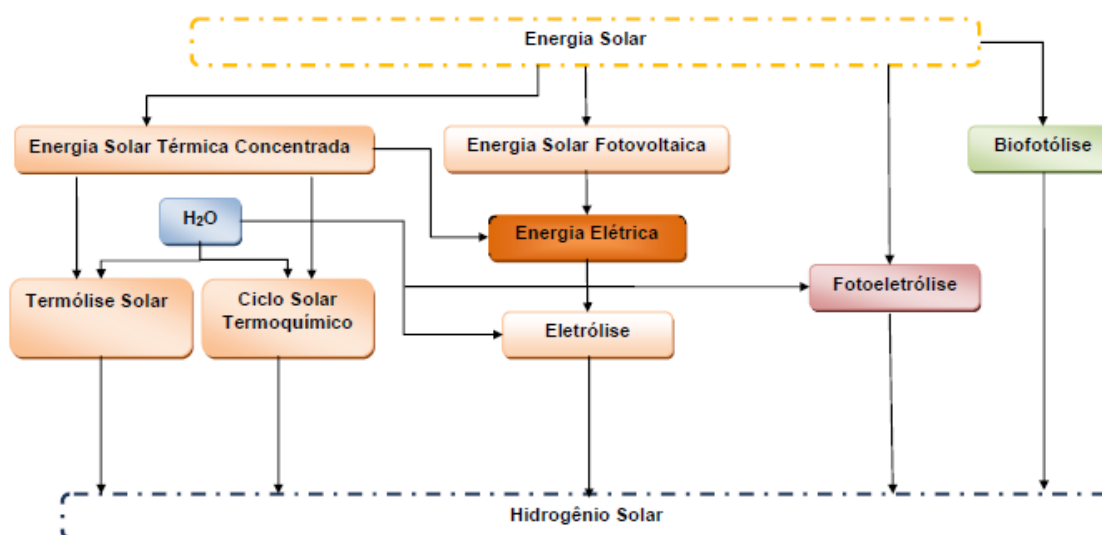 Energia Solar
Energia Solar Térmica Concentrada
Energia Solar Fotovoltaica
Biofotólise
H₂O
Energia Elétrica
Termólise Solar
Ciclo Solar
Termoquímico
Fotoeletrólise
Eletrólise
Hidrogênio Solar